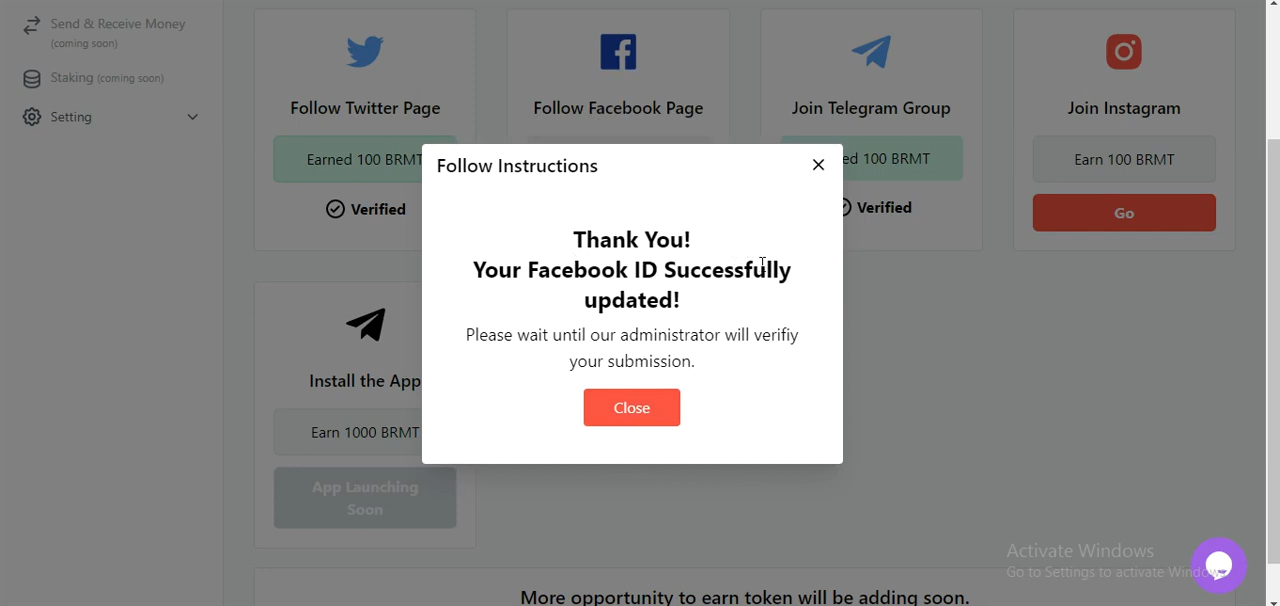 Send & Receive Money
(coming soon)
Staking (coming soon)
Setting
Follow Twitter Page
Earned 100 BRMT
Verified
Follow Facebook Page
Join Telegram Group
ed 100 BRMT
Verified
Join Instagram
Earn 100 BRMT
Go
Follow Instructions
Thank You!
Your Facebook ID Successfully
updated!
Please wait until our administrator will verifiy
your submission.
Close
Install the App
Earn 1000 BRMT
App Launching
Soon
More opportunity to earn token will be adding soon.
Activate Windows
Go to Settings to activate Windows.